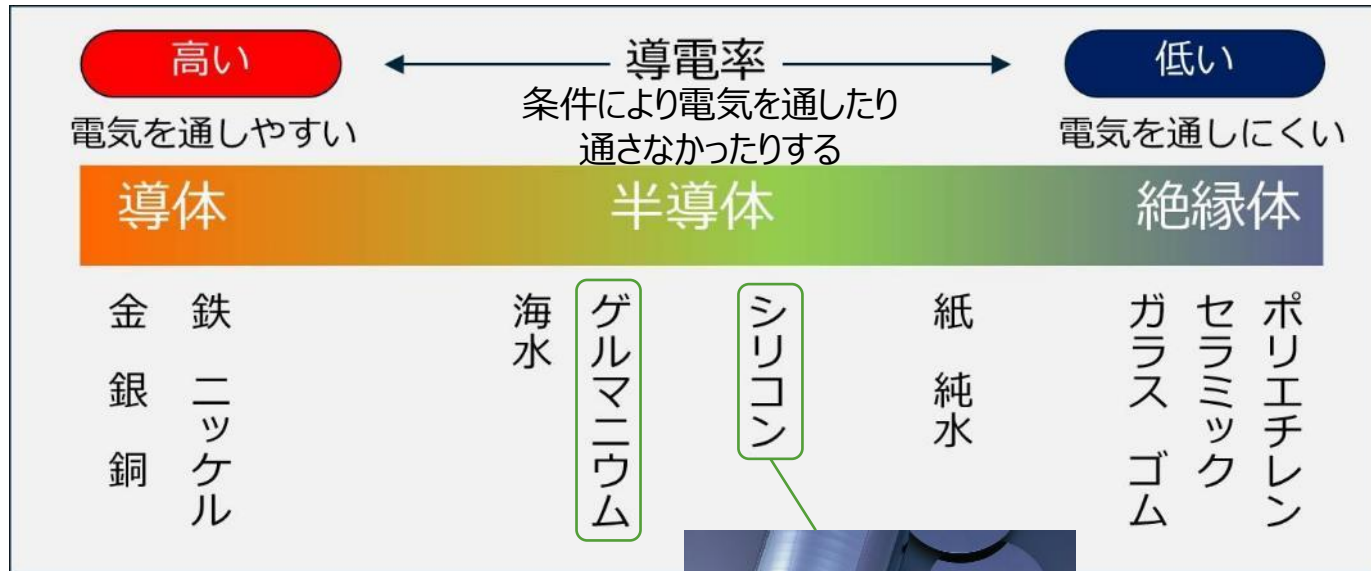 高い
導電率
低い
電気を通しやすい
条件により電気を通したり
通さなかったりする
電気を通しにくい
導体
半導体
絶縁体
金 銀 銅
鉄 ニッケル
海水
ゲルマニウム
シリコン
紙 純水
ガラス ゴム
セラミック
ポリエチレン